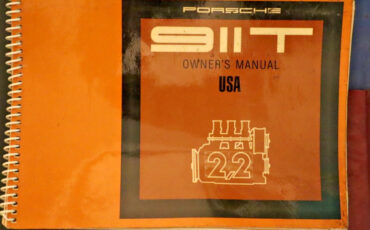 PORSCHE
911T
OWNER'S MANUAL
USA
2,2